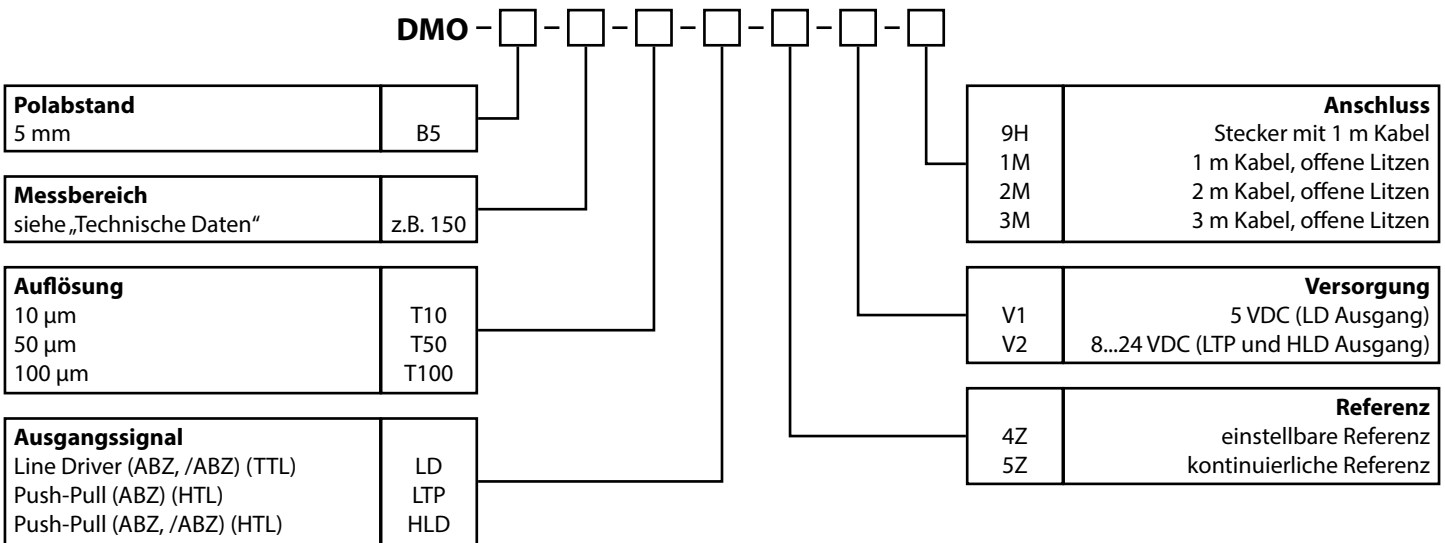 DMO – – – – – – –
Polabstand
5 mm B5
Messbereich
siehe „Technische Daten“ z.B. 150
Auflösung
10 µm T10
50 µm T50
100 µm T100
Ausgangssignal
Line Driver (ABZ, /ABZ) (TTL) LD
Push-Pull (ABZ) (HTL) LTP
Push-Pull (ABZ, /ABZ) (HTL) HLD
Anschluss
9H Stecker mit 1 m Kabel
1M 1 m Kabel, offene Litzen
2M 2 m Kabel, offene Litzen
3M 3 m Kabel, offene Litzen
Versorgung
V1 5 VDC (LD Ausgang)
V2 8...24 VDC (LTP und HLD Ausgang)
Referenz
4Z einstellbare Referenz
5Z kontinuierliche Referenz